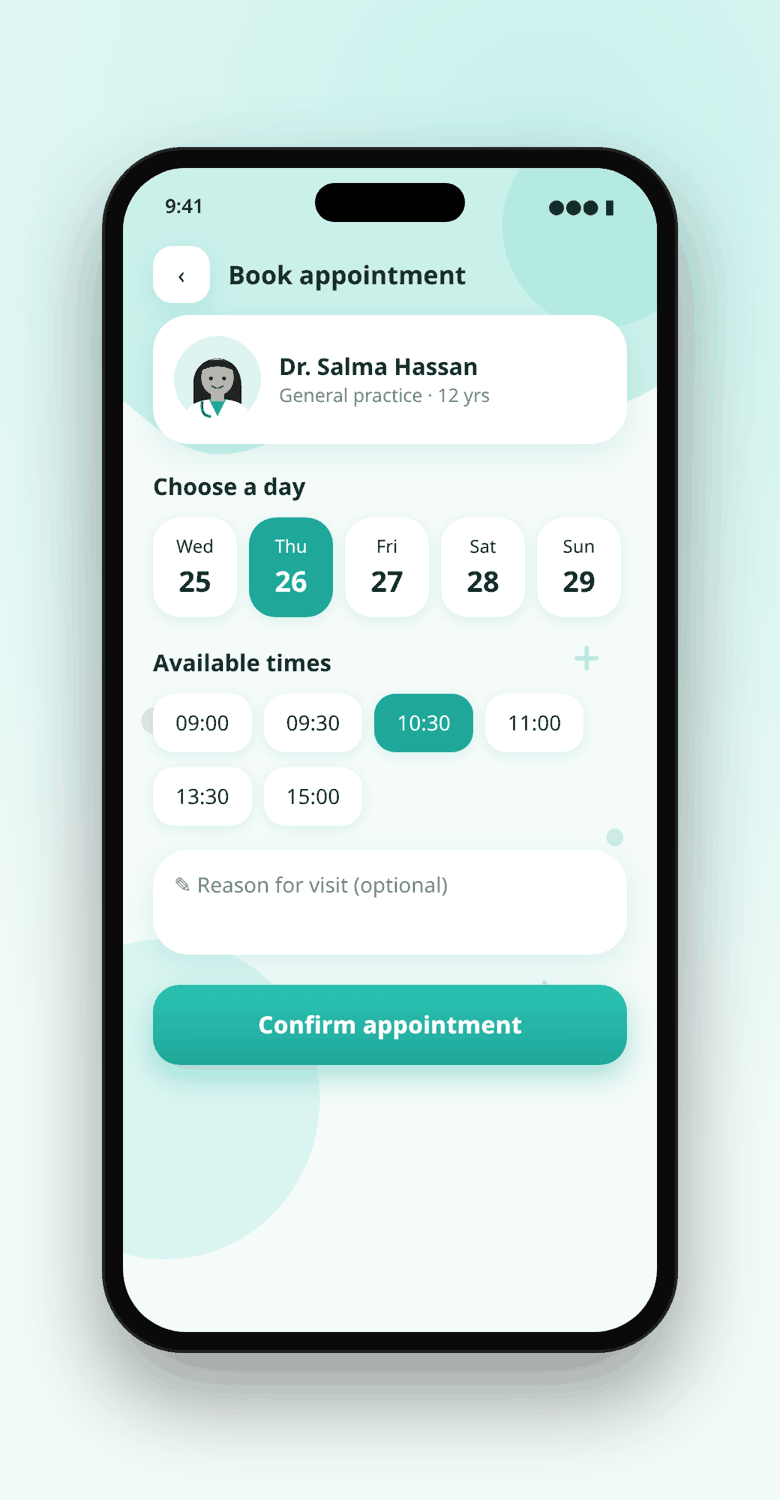 9:41
‹ Book appointment
Dr. Salma Hassan
General practice · 12 yrs
Choose a day
Wed Thu Fri Sat Sun
25 26 27 28 29
Available times
09:00 09:30 10:30 11:00
13:30 15:00
✎ Reason for visit (optional)
Confirm appointment